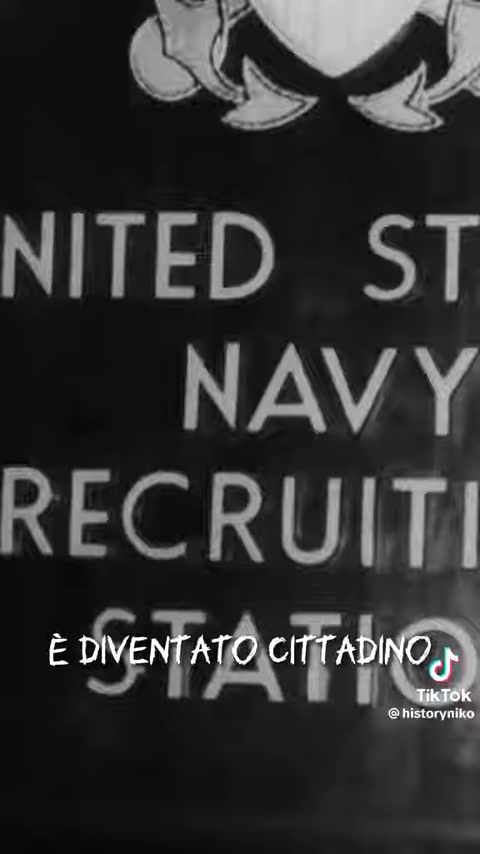 NITED ST
NAVY
RECRUITI
STATIO
È DIVENTATO CITTADINO
TikTok
@historyniko